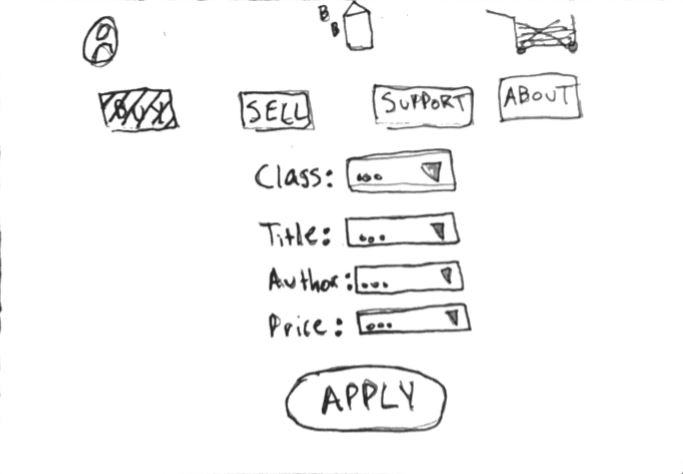 B
B
BUY SELL SUPPORT ABOUT
Class: ...
Title: ...
Author: ...
Price: ...
APPLY